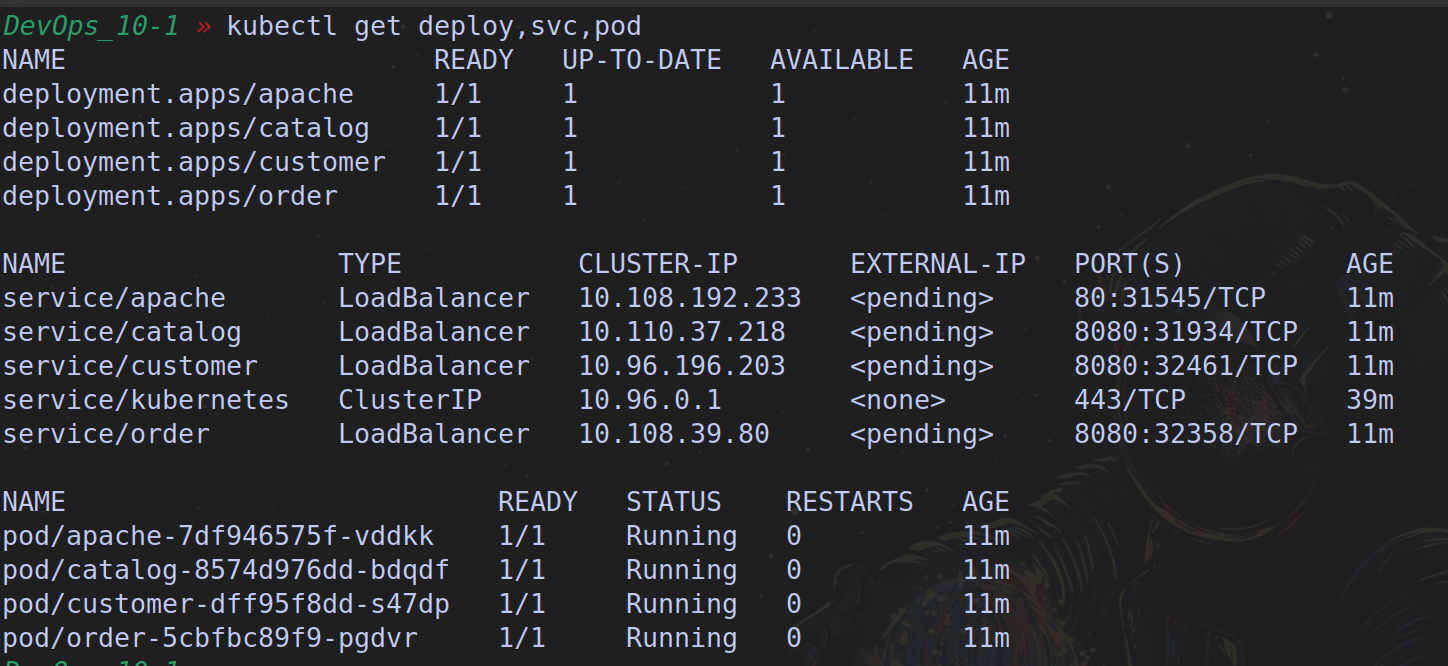 DevOps_10-1 » kubectl get deploy,svc,pod
NAME READY UP-TO-DATE AVAILABLE AGE
deployment.apps/apache 1/1 1 1 11m
deployment.apps/catalog 1/1 1 1 11m
deployment.apps/customer 1/1 1 1 11m
deployment.apps/order 1/1 1 1 11m
NAME TYPE CLUSTER-IP EXTERNAL-IP PORT(S) AGE
service/apache LoadBalancer 10.108.192.233 <pending> 80:31545/TCP 11m
service/catalog LoadBalancer 10.110.37.218 <pending> 8080:31934/TCP 11m
service/customer LoadBalancer 10.96.196.203 <pending> 8080:32461/TCP 11m
service/kubernetes ClusterIP 10.96.0.1 <none> 443/TCP 39m
service/order LoadBalancer 10.108.39.80 <pending> 8080:32358/TCP 11m
NAME READY STATUS RESTARTS AGE
pod/apache-7df946575f-vddkk 1/1 Running 0 11m
pod/catalog-8574d976dd-bdqdf 1/1 Running 0 11m
pod/customer-dff95f8dd-s47dp 1/1 Running 0 11m
pod/order-5cbfbc89f9-pgdvr 1/1 Running 0 11m
DevOps_10-1